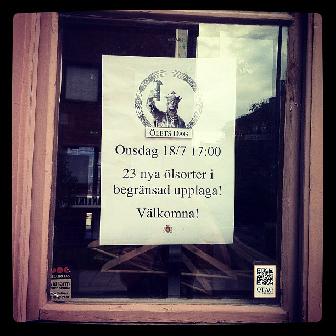 ÖLETS DAG
Onsdag 18/7 17:00
23 nya ölsorter i
begränsad upplaga!
Välkomna!